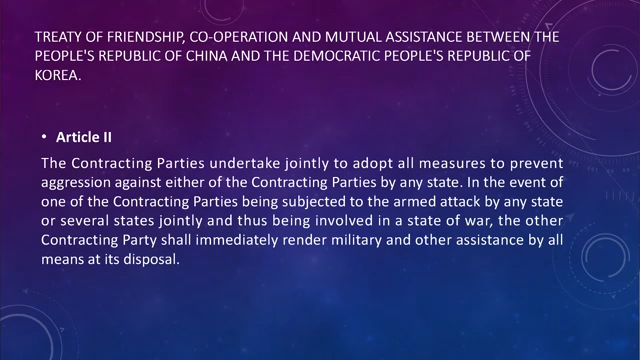 TREATY OF FRIENDSHIP, CO-OPERATION AND MUTUAL ASSISTANCE BETWEEN THE
PEOPLE'S REPUBLIC OF CHINA AND THE DEMOCRATIC PEOPLE'S REPUBLIC OF
KOREA.
• Article II
The Contracting Parties undertake jointly to adopt all measures to prevent
aggression against either of the Contracting Parties by any state. In the event of
one of the Contracting Parties being subjected to the armed attack by any state
or several states jointly and thus being involved in a state of war, the other
Contracting Party shall immediately render military and other assistance by all
means at its disposal.